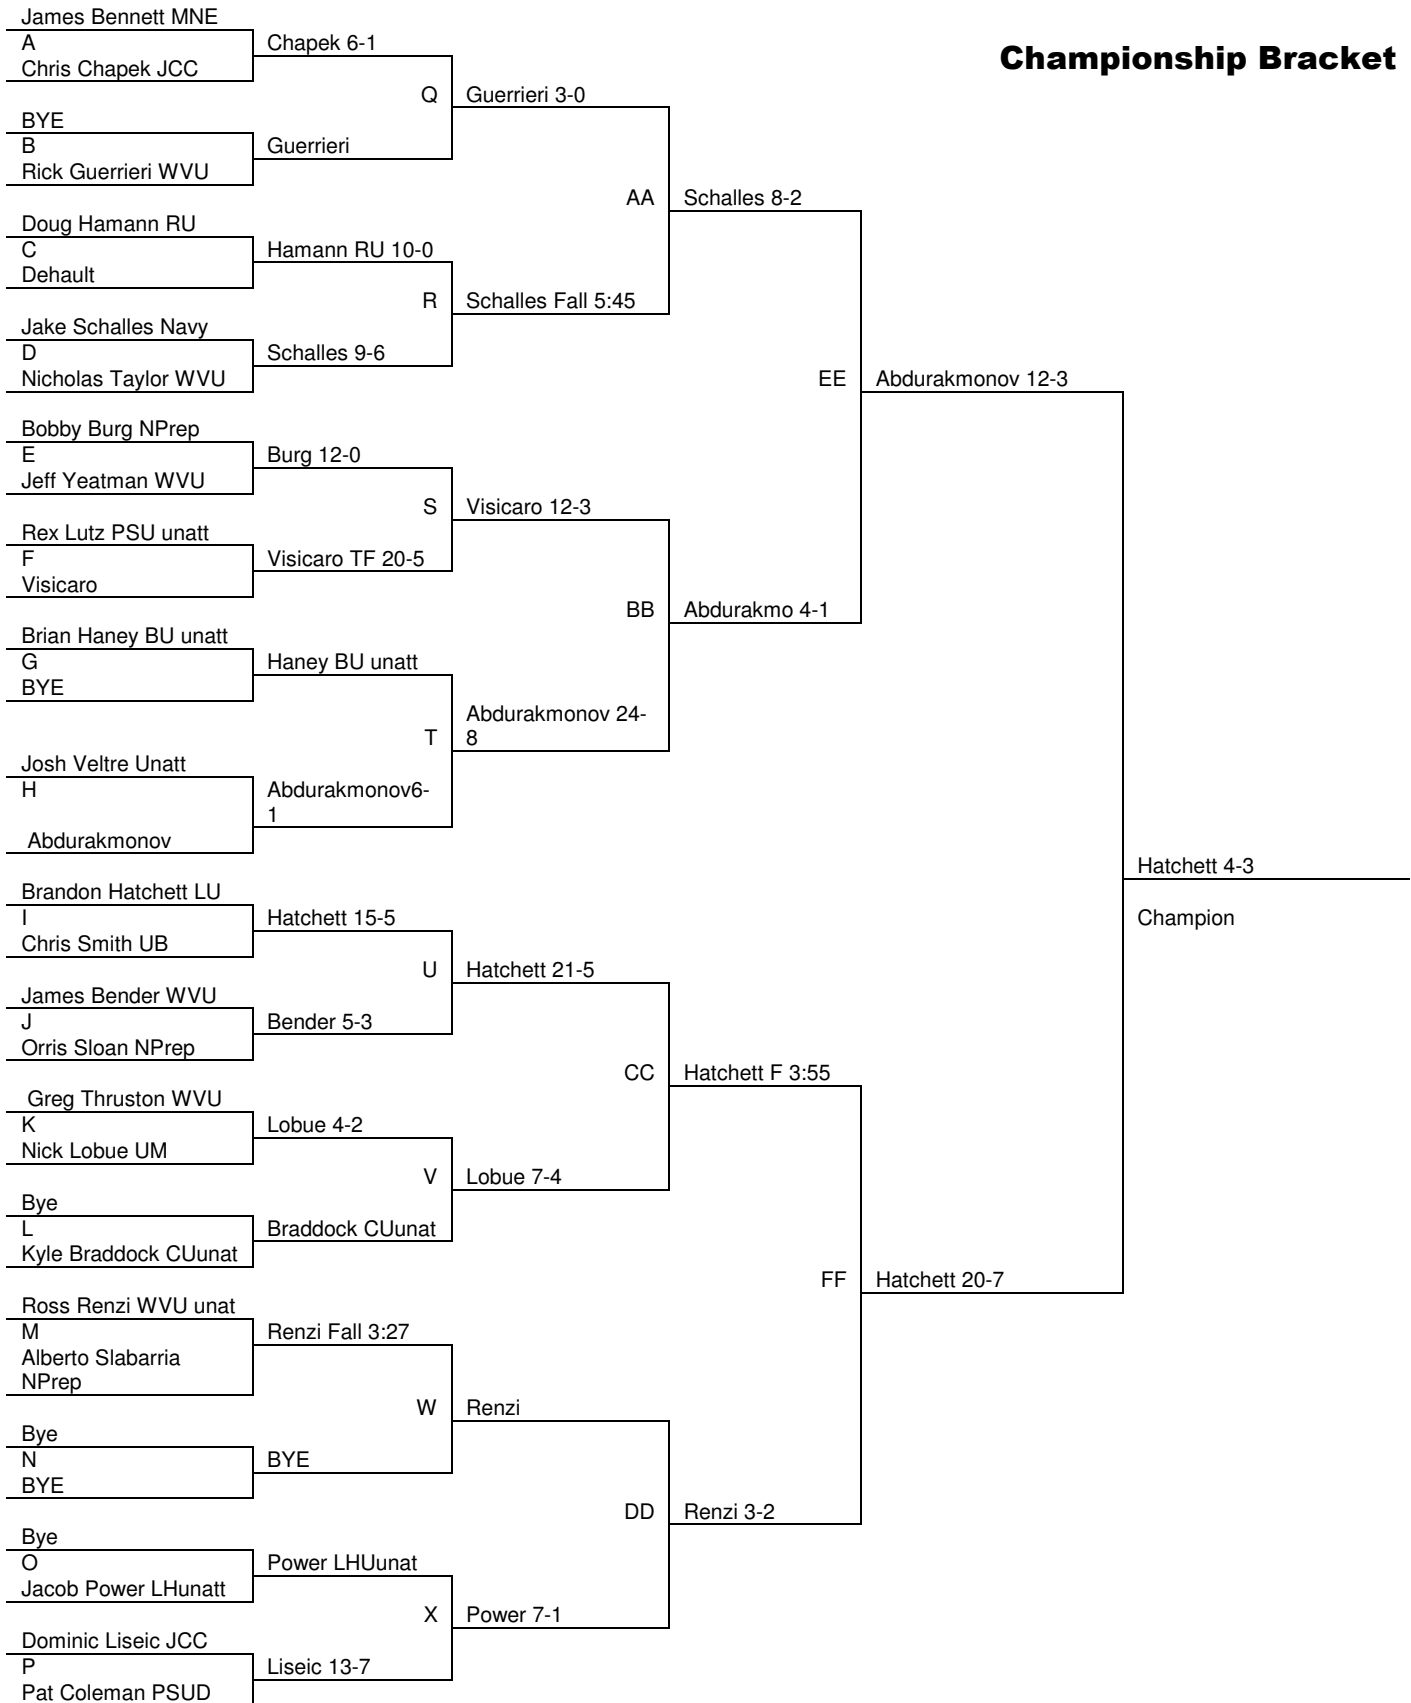 James Bennett MNE
A
Chapek 6-1
Championship Bracket
Chris Chapek JCC
Q
Guerrieri 3-0
BYE
B
Guerrieri
Rick Guerrieri WVU
AA
Schalles 8-2
Doug Hamann RU
C
Hamann RU 10-0
Dehault
R
Schalles Fall 5:45
Jake Schalles Navy
D
Schalles 9-6
Nicholas Taylor WVU
EE
Abdurakmonov 12-3
Bobby Burg NPrep
E
Burg 12-0
Jeff Yeatman WVU
S
Visicaro 12-3
Rex Lutz PSU unatt
F
Visicaro TF 20-5
Visicaro
BB
Abdurakmo 4-1
Brian Haney BU unatt
G
Haney BU unatt
BYE
Abdurakmonov 24-
8
T
Josh Veltre Unatt
H
Abdurakmonov6-
1
Abdurakmonov
Hatchett 4-3
Champion
Brandon Hatchett LU
I
Hatchett 15-5
Chris Smith UB
U
Hatchett 21-5
James Bender WVU
J
Bender 5-3
Orris Sloan NPrep
CC
Hatchett F 3:55
Greg Thruston WVU
K
Lobue 4-2
Nick Lobue UM
V
Lobue 7-4
Bye
L
Braddock CUunat
Kyle Braddock CUunat
FF
Hatchett 20-7
Ross Renzi WVU unat
M
Renzi Fall 3:27
Alberto Slabarria
NPrep
W
Renzi
Bye
N
BYE
BYE
DD
Renzi 3-2
Bye
O
Power LHUunat
Jacob Power LHunatt
X
Power 7-1
Dominic Liseic JCC
P
Liseic 13-7
Pat Coleman PSUD